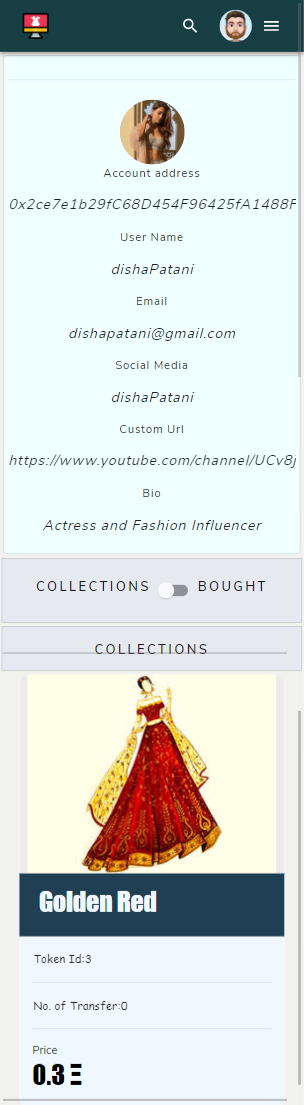 Account address
0x2ce7e1b29fC68D454F96425fA1488F
User Name
dishaPatani
Email
dishapatani@gmail.com
Social Media
dishaPatani
Custom Url
https://www.youtube.com/channel/UCv8j
Bio
Actress and Fashion Influencer
COLLECTIONS BOUGHT
COLLECTIONS
Golden Red
Token Id:3
No. of Transfer:0
Price
0.3 Ξ